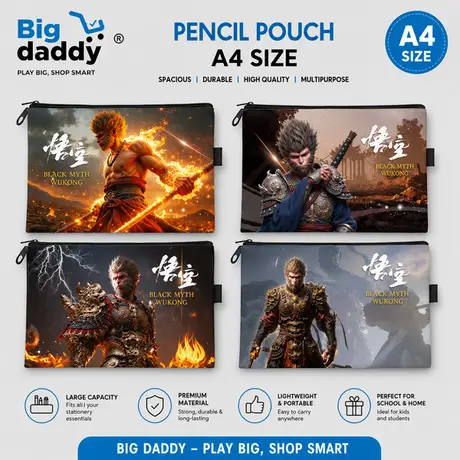 Big
daddy ®
PLAY BIG, SHOP SMART
PENCIL POUCH
A4 SIZE
SPACIOUS | DURABLE | HIGH QUALITY | MULTIPURPOSE
A4
SIZE
悟空
BLACK MYTH
WUKONG
悟空
BLACK MYTH
WUKONG
悟空
BLACK MYTH
WUKONG
悟空
BLACK MYTH
WUKONG
LARGE CAPACITY
Fits all your
stationery
essentials
PREMIUM
MATERIAL
Strong, durable &
long-lasting
LIGHTWEIGHT
& PORTABLE
Easy to carry
anywhere
PERFECT FOR
SCHOOL & HOME
Ideal for kids
and students
BIG DADDY – PLAY BIG, SHOP SMART